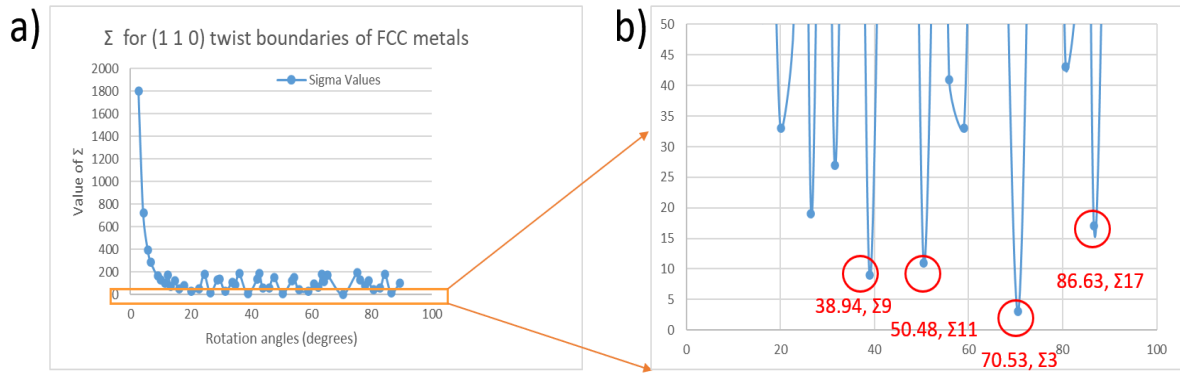 a)
Σ for (1 1 0) twist boundaries of FCC metals
Sigma Values
2000
1800
1600
1400
1200
1000
800
600
400
200
0
Value of Σ
0 20 40 60 80 100
Rotation angles (degrees)
b)
50
45
40
35
30
25
20
15
10
5
0
38.94, Σ9
50.48, Σ11
70.53, Σ3
86.63, Σ17
0 20 40 60 80 100